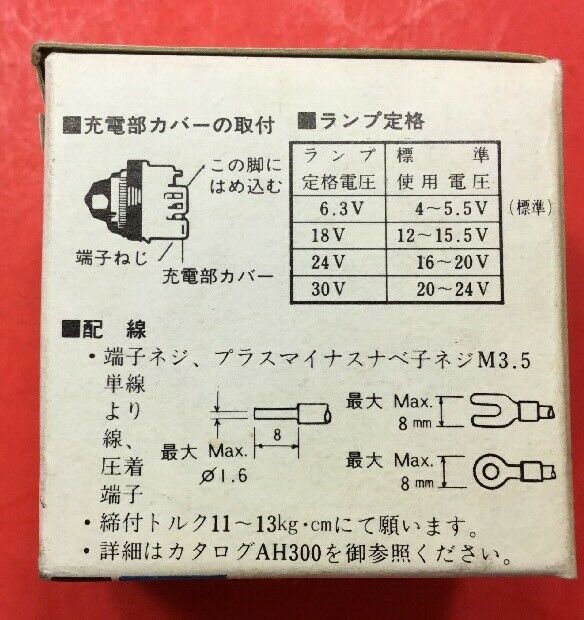 ■充電部カバーの取付
この脚に
はめ込む
端子ねじ
充電部カバー
■ランプ定格
ランプ 標準
定格電圧 使用電圧
6.3V 4～5.5V (標準)
18V 12～15.5V
24V 16～20V
30V 20～24V
■配 線
・端子ネジ、プラスマイナスナベ子ネジM3.5
単線
より
線、
圧着
端子
8
最大 Max.
∅1.6
最大 Max.
8mm
最大 Max.
8mm
・締付トルク11～13kg･cmにて願います。
・詳細はカタログAH300を御参照ください。